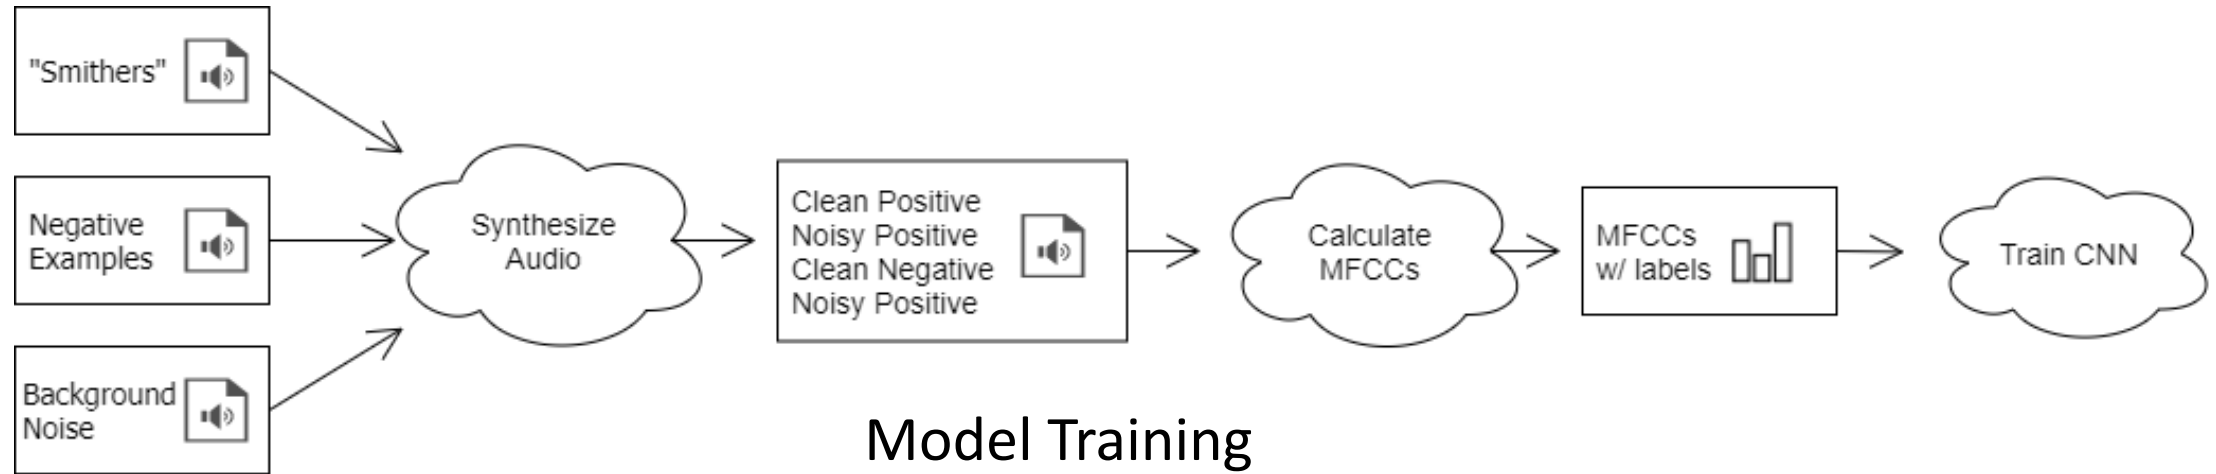 "Smithers"
Negative
Examples
Background
Noise
Synthesize
Audio
Clean Positive
Noisy Positive
Clean Negative
Noisy Positive
Calculate
MFCCs
MFCCs
w/ labels
Train CNN
Model Training